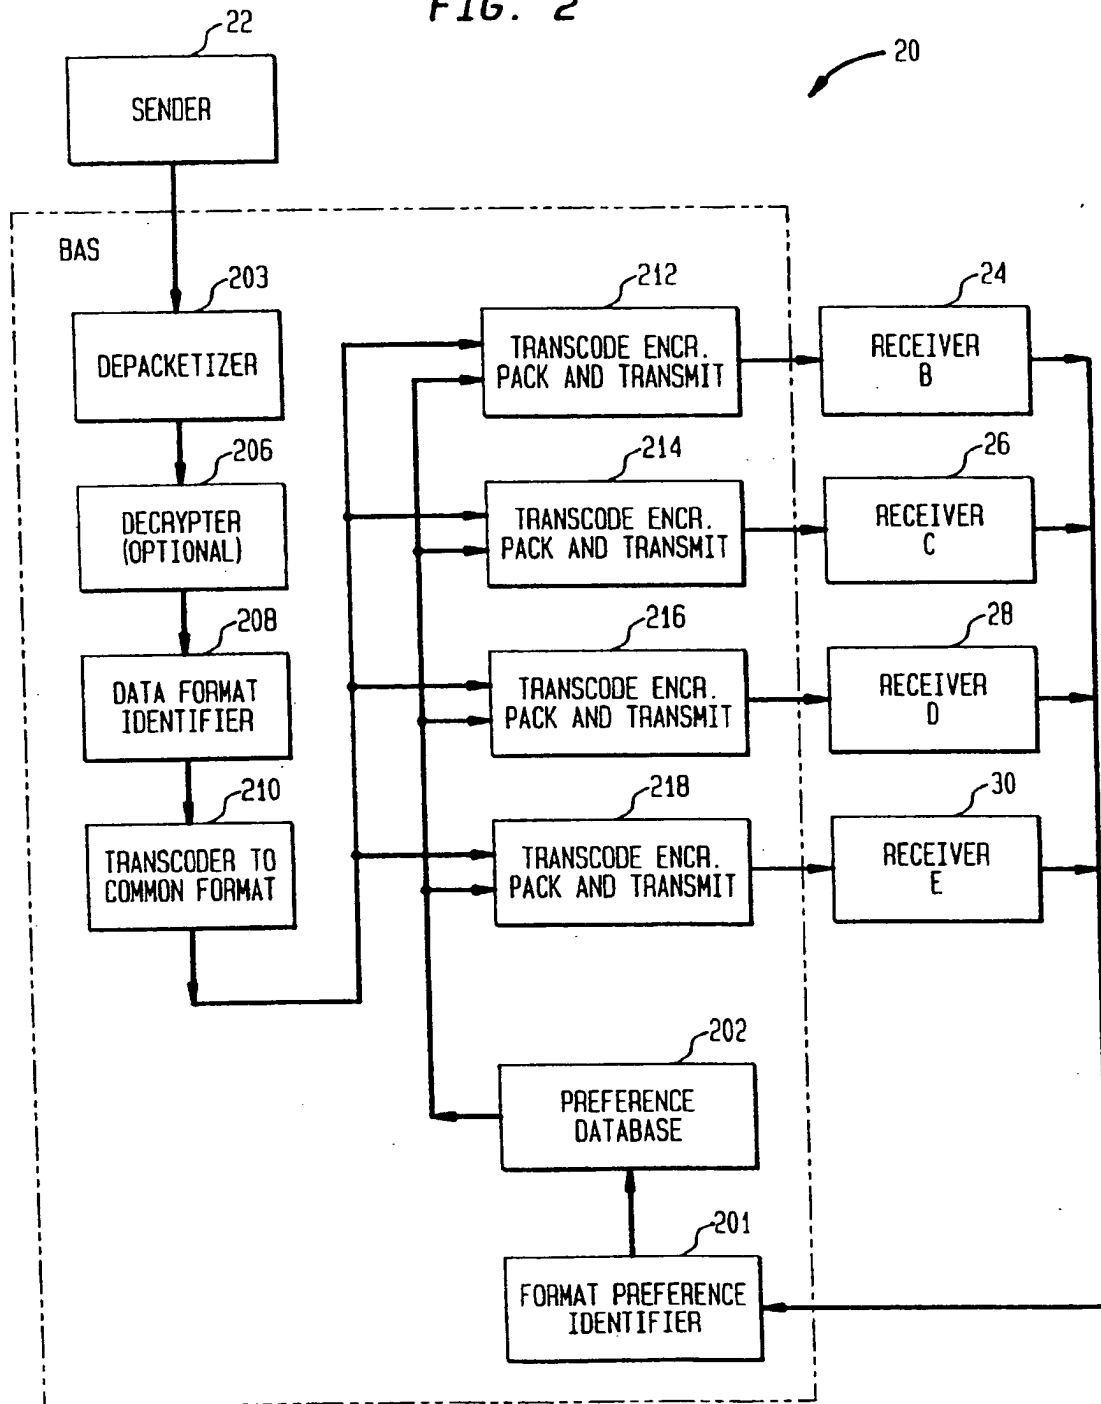 FIG. 2
22
20
SENDER
BAS
203
DEPACKETIZER
206
DECRYPTER
(OPTIONAL)
208
DATA FORMAT
IDENTIFIER
210
TRANSCODER TO
COMMON FORMAT
212
TRANSCODE ENCR.
PACK AND TRANSMIT
24
RECEIVER
B
214
TRANSCODE ENCR.
PACK AND TRANSMIT
26
RECEIVER
C
216
TRANSCODE ENCR.
PACK AND TRANSMIT
28
RECEIVER
D
218
TRANSCODE ENCR.
PACK AND TRANSMIT
30
RECEIVER
E
202
PREFERENCE
DATABASE
201
FORMAT PREFERENCE
IDENTIFIER